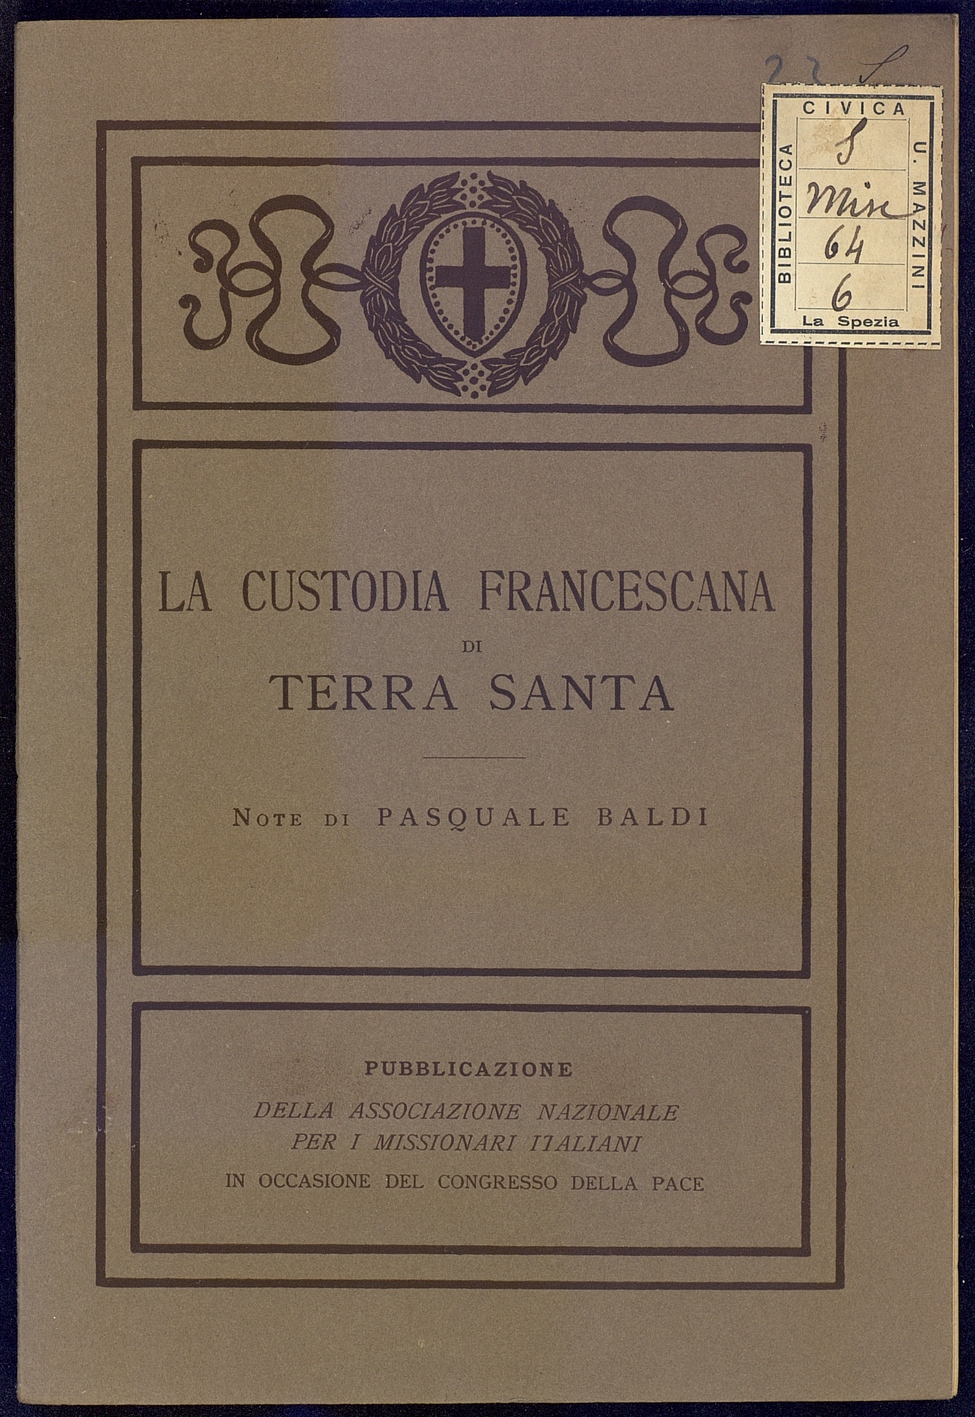 S
CIVICA
BIBLIOTECA
U. MAZZINI
S
Misc
64
6
La Spezia
LA CUSTODIA FRANCESCANA
DI
TERRA SANTA
NOTE DI PASQUALE BALDI
PUBBLICAZIONE
DELLA ASSOCIAZIONE NAZIONALE
PER I MISSIONARI ITALIANI
IN OCCASIONE DEL CONGRESSO DELLA PACE